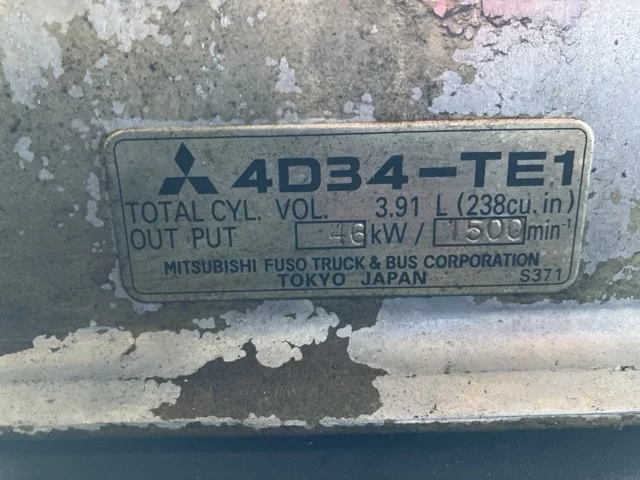 4D34-TE1
TOTAL CYL. VOL. 3.91 L (238cu.in)
OUT PUT 46 kW/ 1500 min⁻¹
MITSUBISHI FUSO TRUCK & BUS CORPORATION
TOKYO JAPAN S371